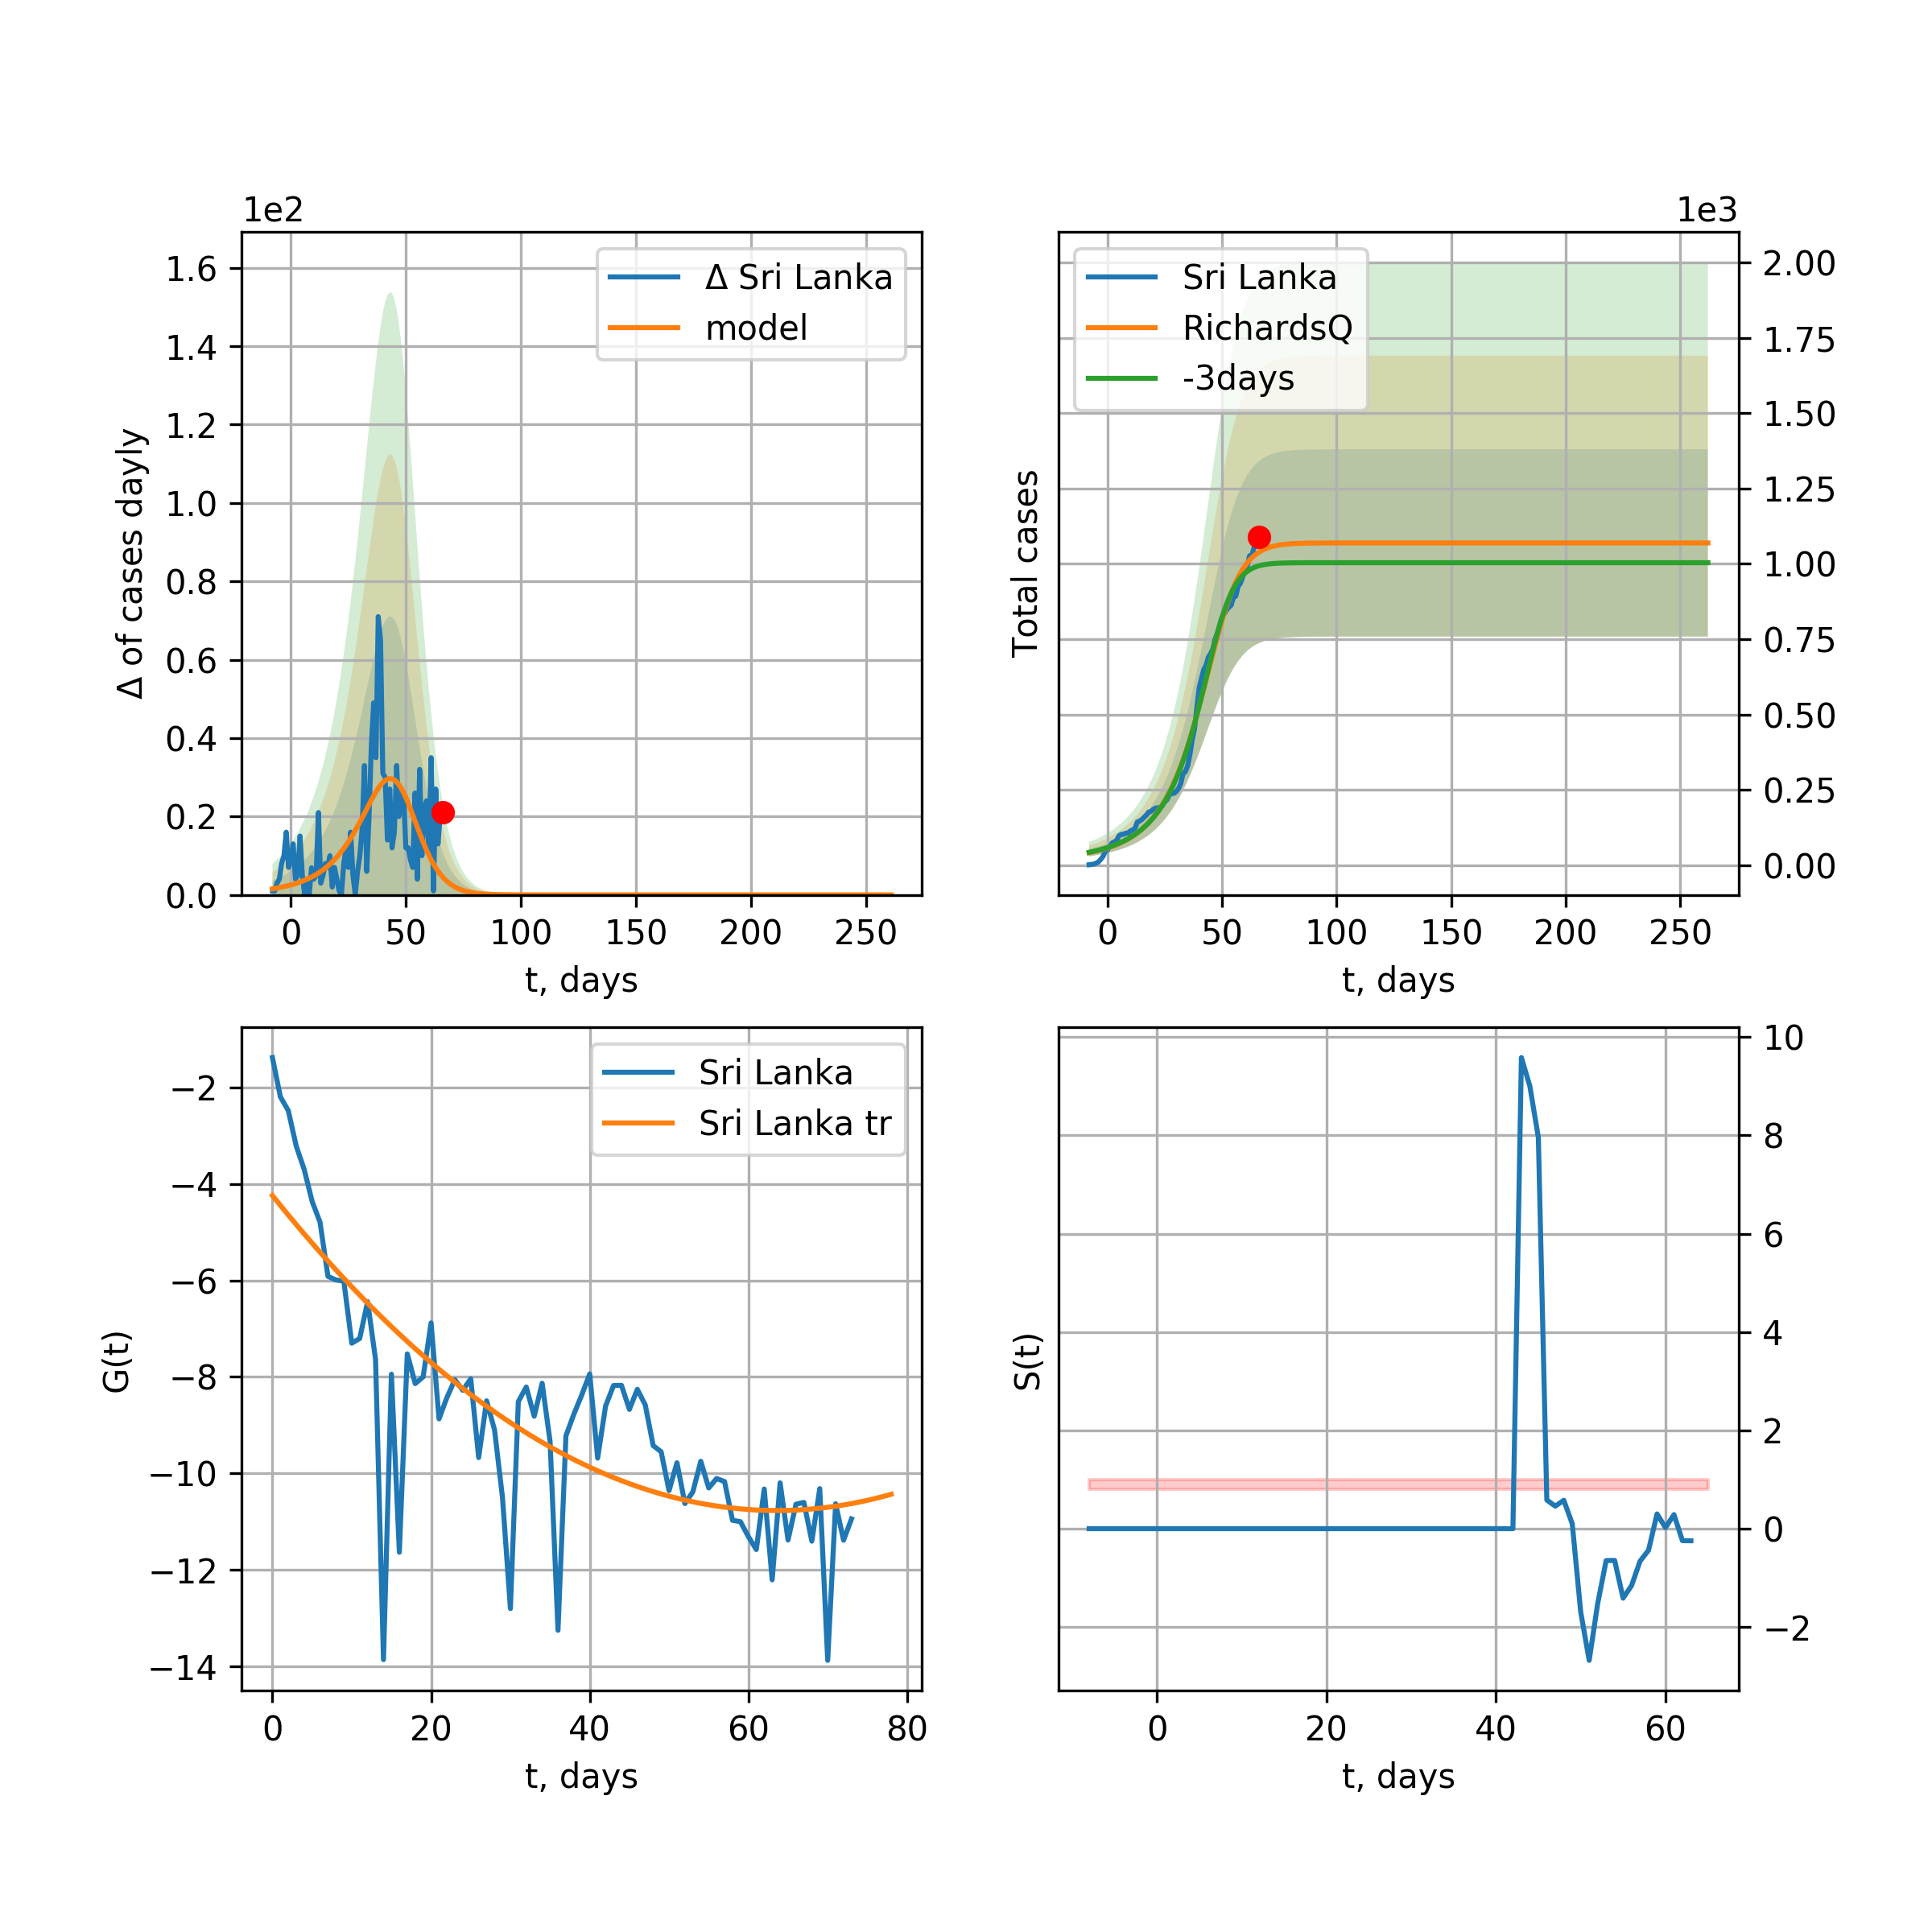 1e2
Δ of cases dayly
1.6
1.4
1.2
1.0
0.8
0.6
0.4
0.2
0.0
0 50 100 150 200 250
t, days
Δ Sri Lanka
model
1e3
Total cases
2.00
1.75
1.50
1.25
1.00
0.75
0.50
0.25
0.00
0 50 100 150 200 250
t, days
Sri Lanka
RichardsQ
-3days
G(t)
−2
−4
−6
−8
−10
−12
−14
0 20 40 60 80
t, days
Sri Lanka
Sri Lanka tr
S(t)
10
8
6
4
2
0
−2
0 20 40 60
t, days